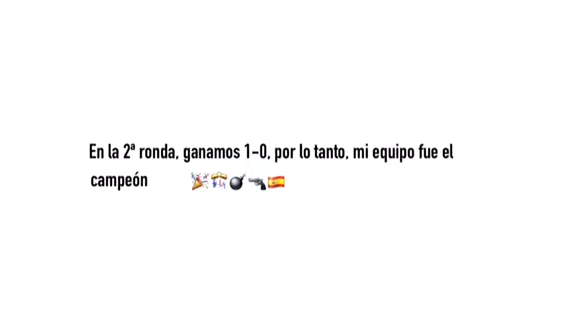 En la 2ª ronda, ganamos 1-0, por lo tanto, mi equipo fue el
campeón 🎉🎊💣🔫🇪🇸